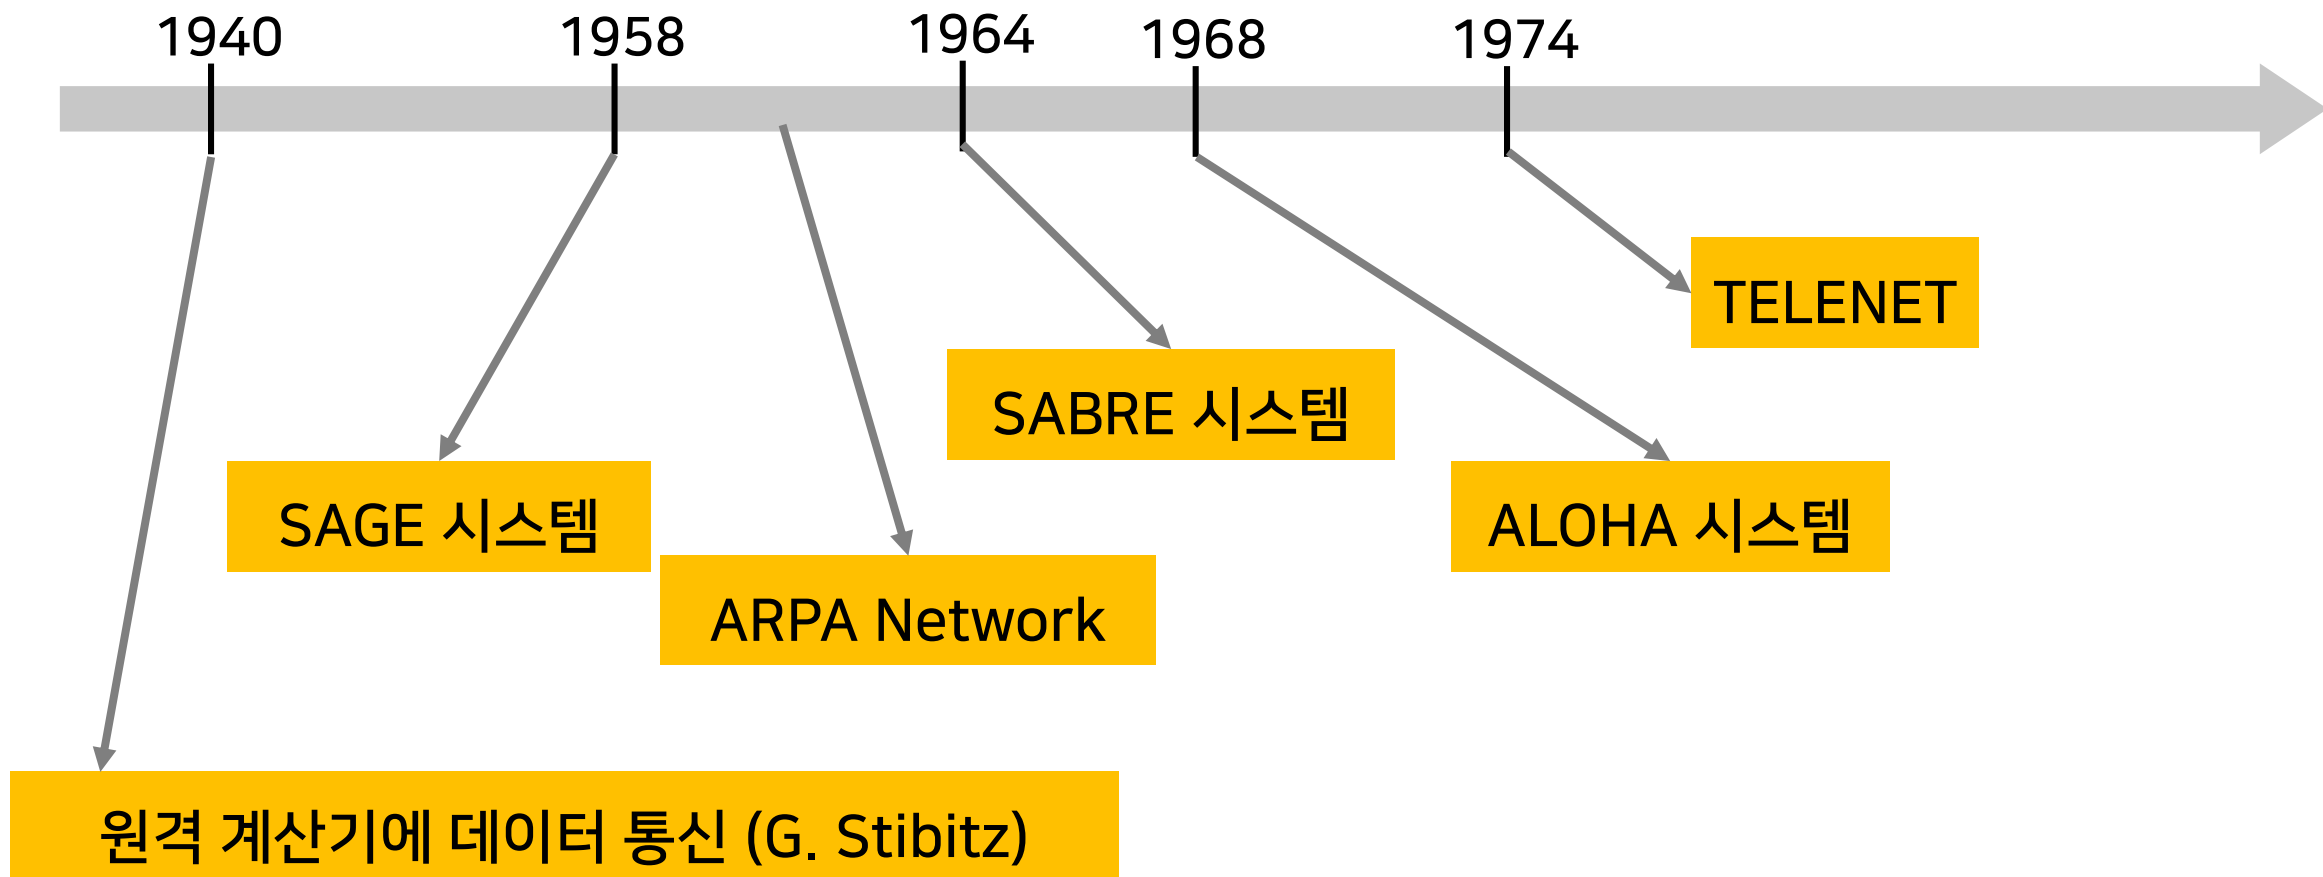 1940
1958
1964
1968
1974
TELENET
SABRE 시스템
SAGE 시스템
ALOHA 시스템
ARPA Network
원격 계산기에 데이터 통신 (G. Stibitz)